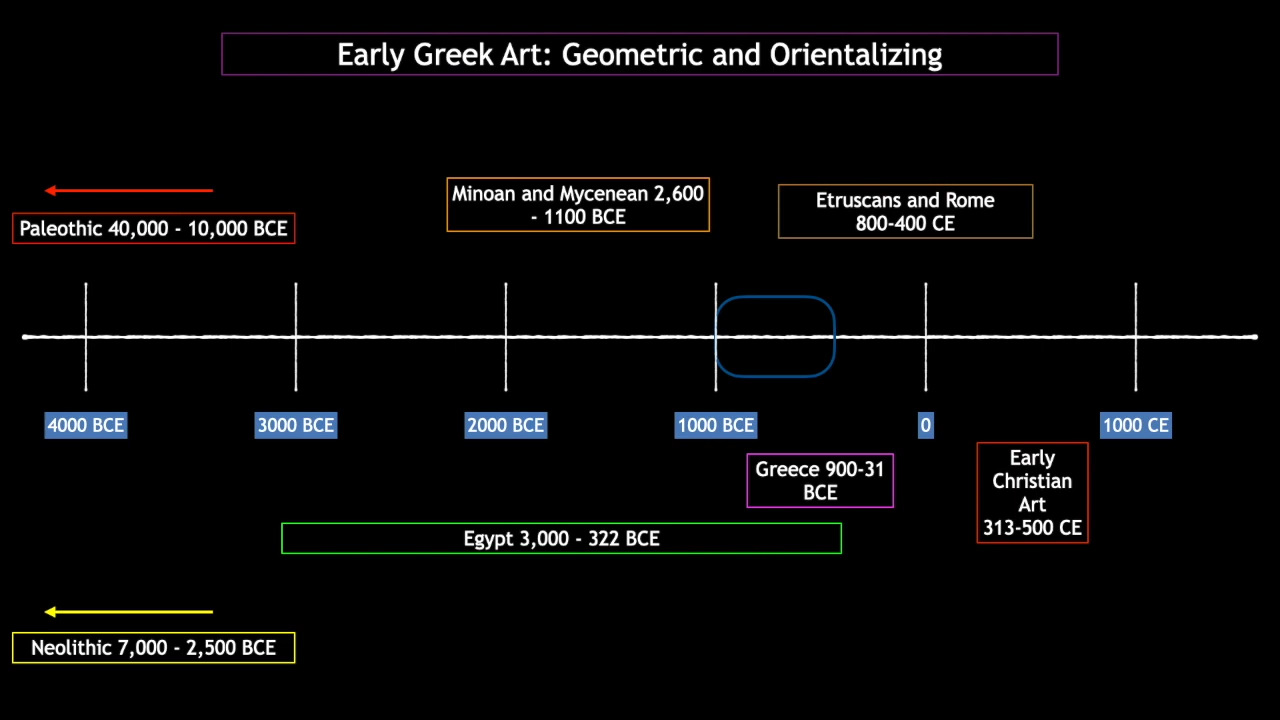 Early Greek Art: Geometric and Orientalizing
Minoan and Mycenean 2,600
- 1100 BCE
Etruscans and Rome
800-400 CE
Paleothic 40,000 - 10,000 BCE
4000 BCE
3000 BCE
2000 BCE
1000 BCE
0
1000 CE
Greece 900-31
BCE
Early
Christian
Art
313-500 CE
Egypt 3,000 - 322 BCE
Neolithic 7,000 - 2,500 BCE